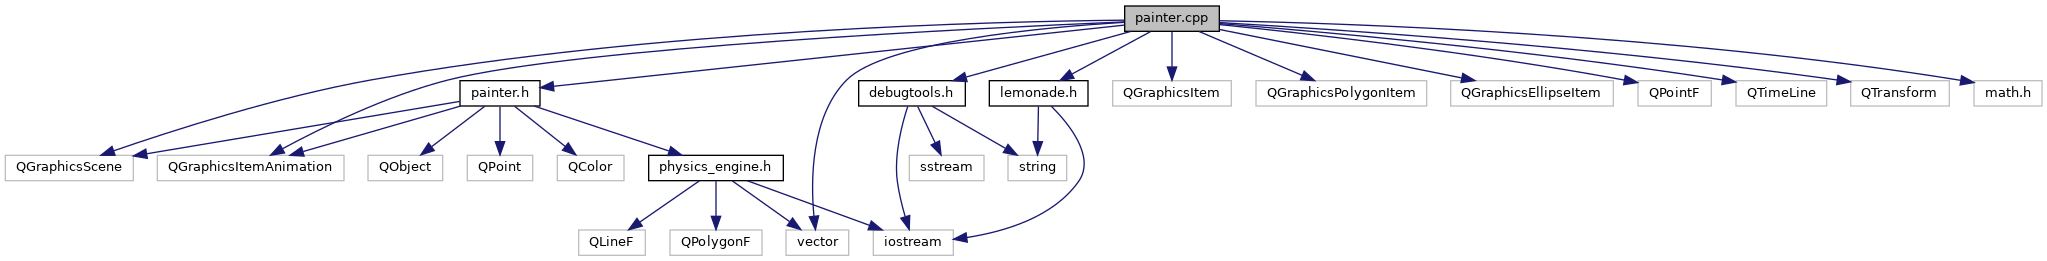 painter.cpp
painter.h
debugtools.h
lemonade.h
QGraphicsItem
QGraphicsPolygonItem
QGraphicsEllipseItem
QPointF
QTimeLine
QTransform
math.h
QGraphicsScene
QGraphicsItemAnimation
QObject
QPoint
QColor
physics_engine.h
sstream
string
QLineF
QPolygonF
vector
iostream